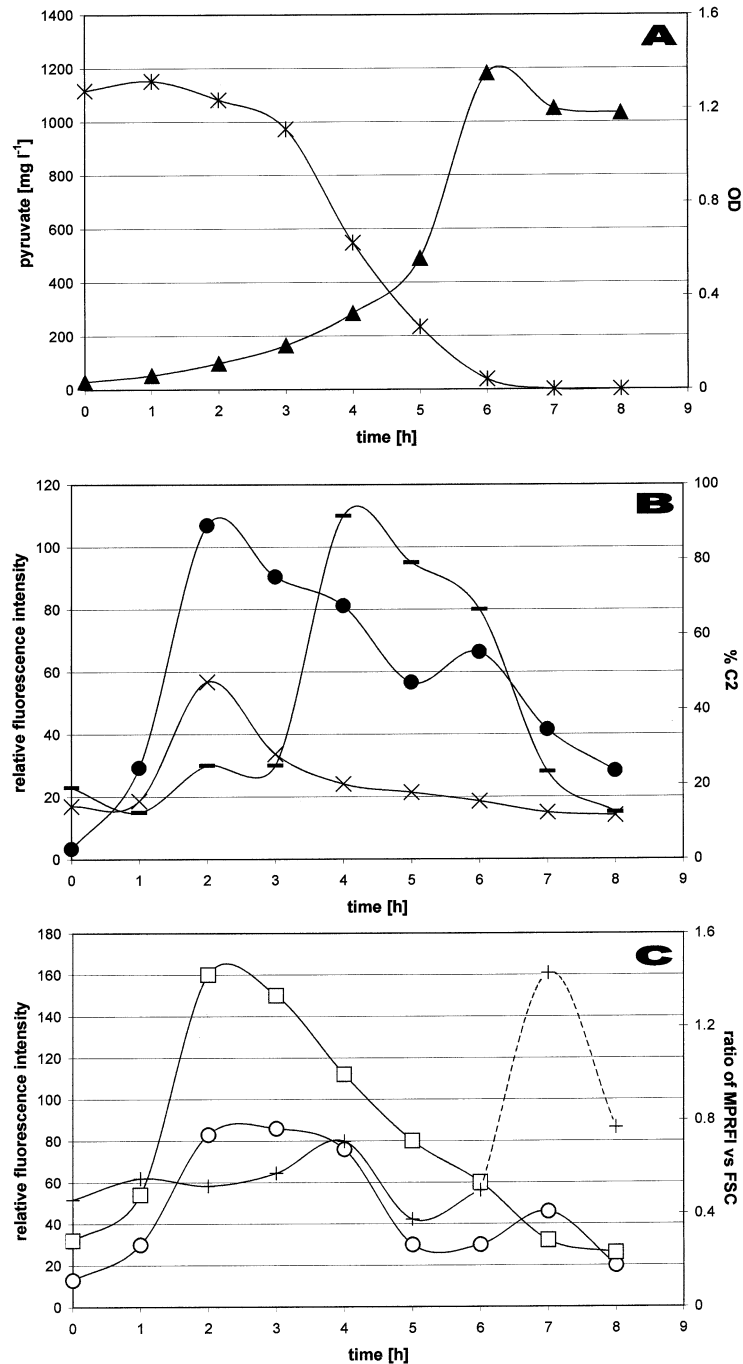 A
1400
1200
1000
800
600
400
200
0
pyruvate [mg l-1]
1.6
1.2
0.8
0.4
0
OD
0 1 2 3 4 5 6 7 8 9
time [h]
B
120
100
80
60
40
20
0
relative fluorescence intensity
100
80
60
40
20
0
% C2
0 1 2 3 4 5 6 7 8 9
time [h]
C
180
160
140
120
100
80
60
40
20
0
relative fluorescence intensity
1.6
1.2
0.8
0.4
0
ratio of MPRFI vs FSC
0 1 2 3 4 5 6 7 8 9
time [h]